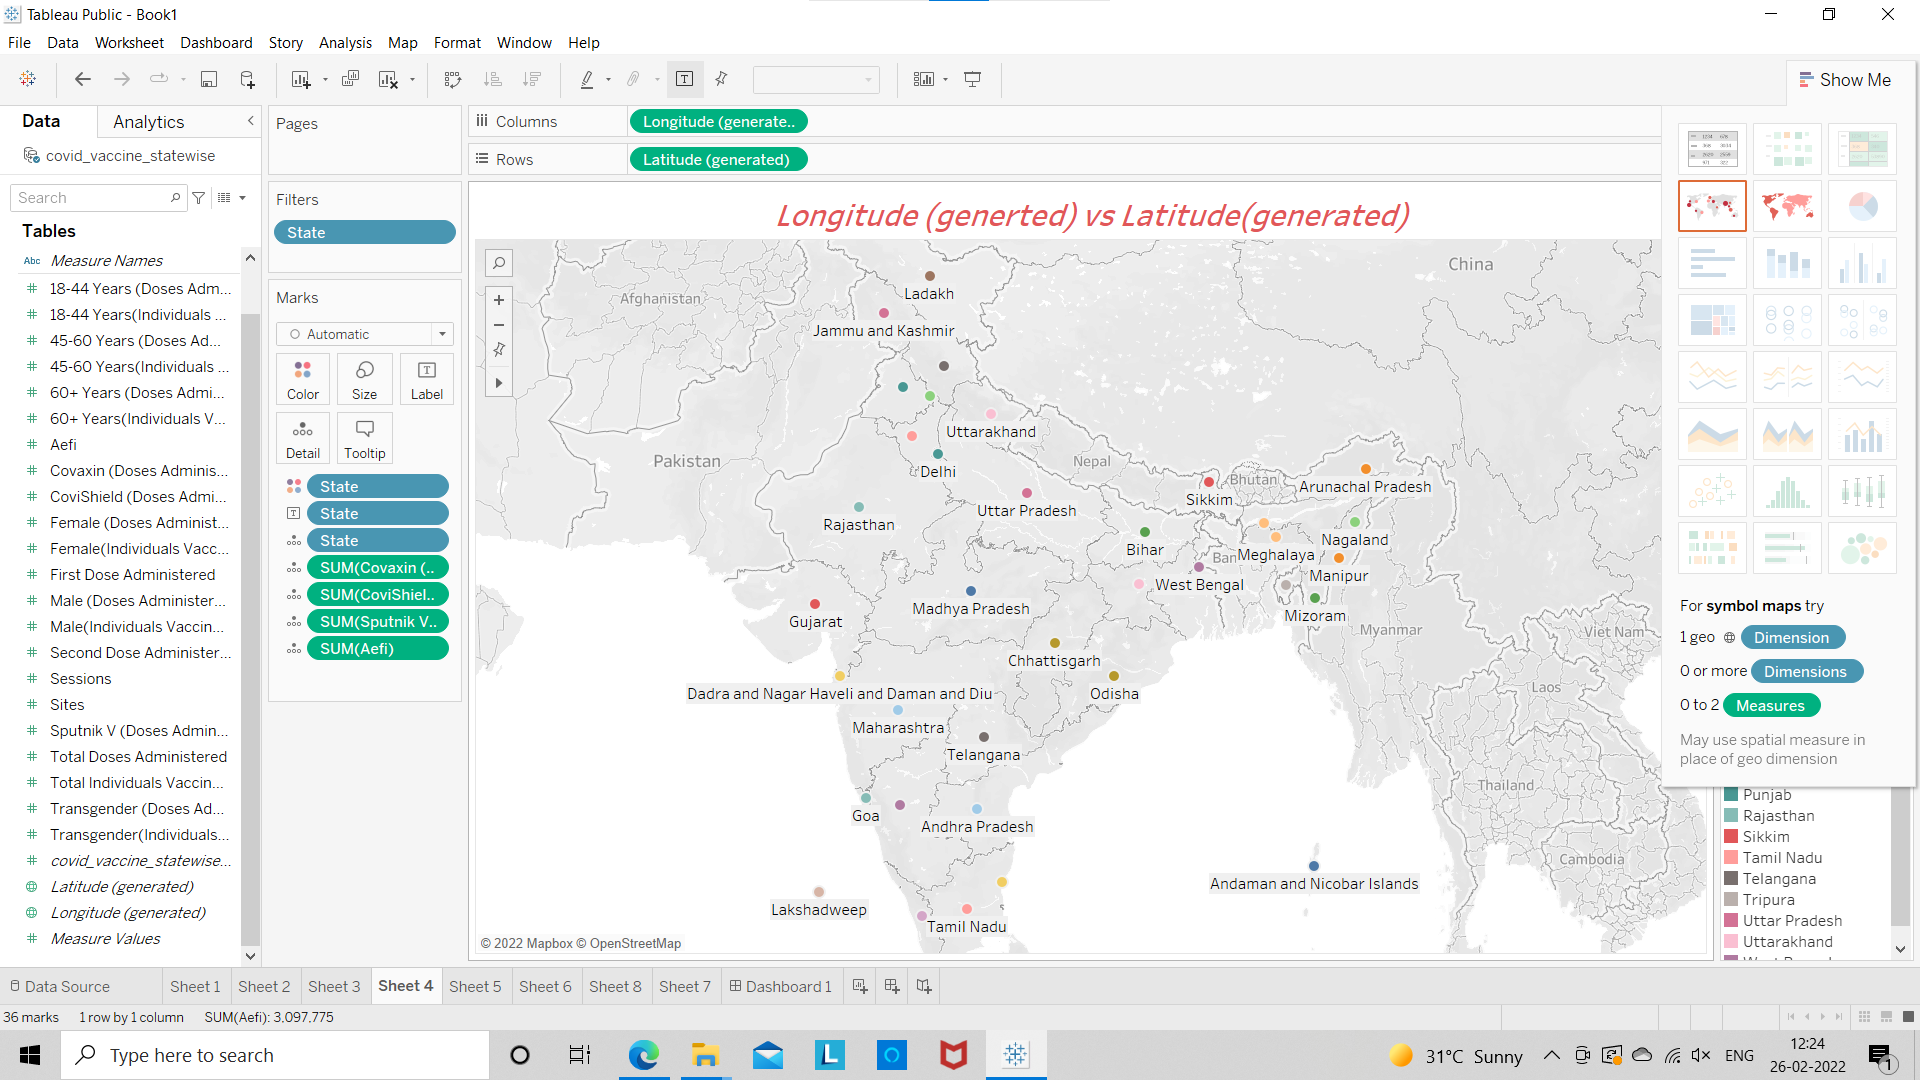 Tableau Public - Book1
File Data Worksheet Dashboard Story Analysis Map Format Window Help
Show Me
Data Analytics
covid_vaccine_statewise
Search
Tables
Abc Measure Names
18-44 Years (Doses Adm...
18-44 Years(Individuals ...
45-60 Years (Doses Ad...
45-60 Years(Individuals ...
60+ Years (Doses Admi...
60+ Years(Individuals V...
Aefi
Covaxin (Doses Adminis...
CoviShield (Doses Admi...
Female (Doses Administ...
Female(Individuals Vacc...
First Dose Administered
Male (Doses Administer...
Male(Individuals Vaccin...
Second Dose Administer...
Sessions
Sites
Sputnik V (Doses Admin...
Total Doses Administered
Total Individuals Vaccin...
Transgender (Doses Ad...
Transgender(Individuals...
covid_vaccine_statewise...
Latitude (generated)
Longitude (generated)
Measure Values
Pages
Filters
State
Marks
Automatic
Color Size Label
Detail Tooltip
State
State
State
SUM(Covaxin (..
SUM(CoviShiel..
SUM(Sputnik V..
SUM(Aefi)
Columns Longitude (generate..
Rows Latitude (generated)
Longitude (generted) vs Latitude(generated)
China
Afghanistan
Ladakh
Jammu and Kashmir
Uttarakhand
Pakistan
Delhi
Nepal
Bhutan
Sikkim
Arunachal Pradesh
Uttar Pradesh
Rajasthan
Nagaland
Bihar
Ban
Meghalaya
Manipur
West Bengal
Madhya Pradesh
Mizoram
Gujarat
Myanmar
Viet Nam
Chhattisgarh
Laos
Dadra and Nagar Haveli and Daman and Diu
Odisha
Maharashtra
Telangana
Thailand
Goa
Andhra Pradesh
Cambodia
Andaman and Nicobar Islands
Lakshadweep
Tamil Nadu
© 2022 Mapbox © OpenStreetMap
For symbol maps try
1 geo Dimension
0 or more Dimensions
0 to 2 Measures
May use spatial measure in
place of geo dimension
Punjab
Rajasthan
Sikkim
Tamil Nadu
Telangana
Tripura
Uttar Pradesh
Uttarakhand
Data Source Sheet 1 Sheet 2 Sheet 3 Sheet 4 Sheet 5 Sheet 6 Sheet 8 Sheet 7 Dashboard 1
36 marks 1 row by 1 column SUM(Aefi): 3,097,775
Type here to search
31°C Sunny
ENG
12:24
26-02-2022
1